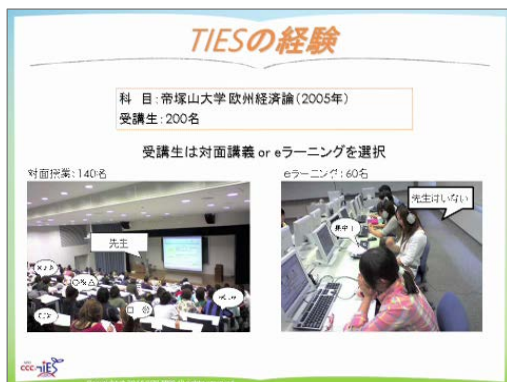 TIESの経験
科 目:帝塚山大学 欧州経済論(2005年)
受講生:200名
受講生は対面講義 or eラーニングを選択
対面授業:140名
eラーニング:60名
先生
先生はいない
集中!
CCC-TIES